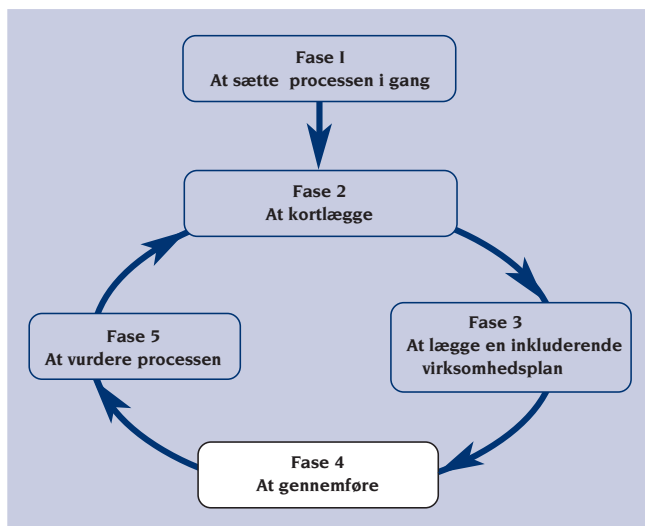 Fase 1
At sætte processen i gang
Fase 2
At kortlægge
Fase 3
At lægge en inkluderende
virksomhedsplan
Fase 4
At gennemføre
Fase 5
At vurdere processen